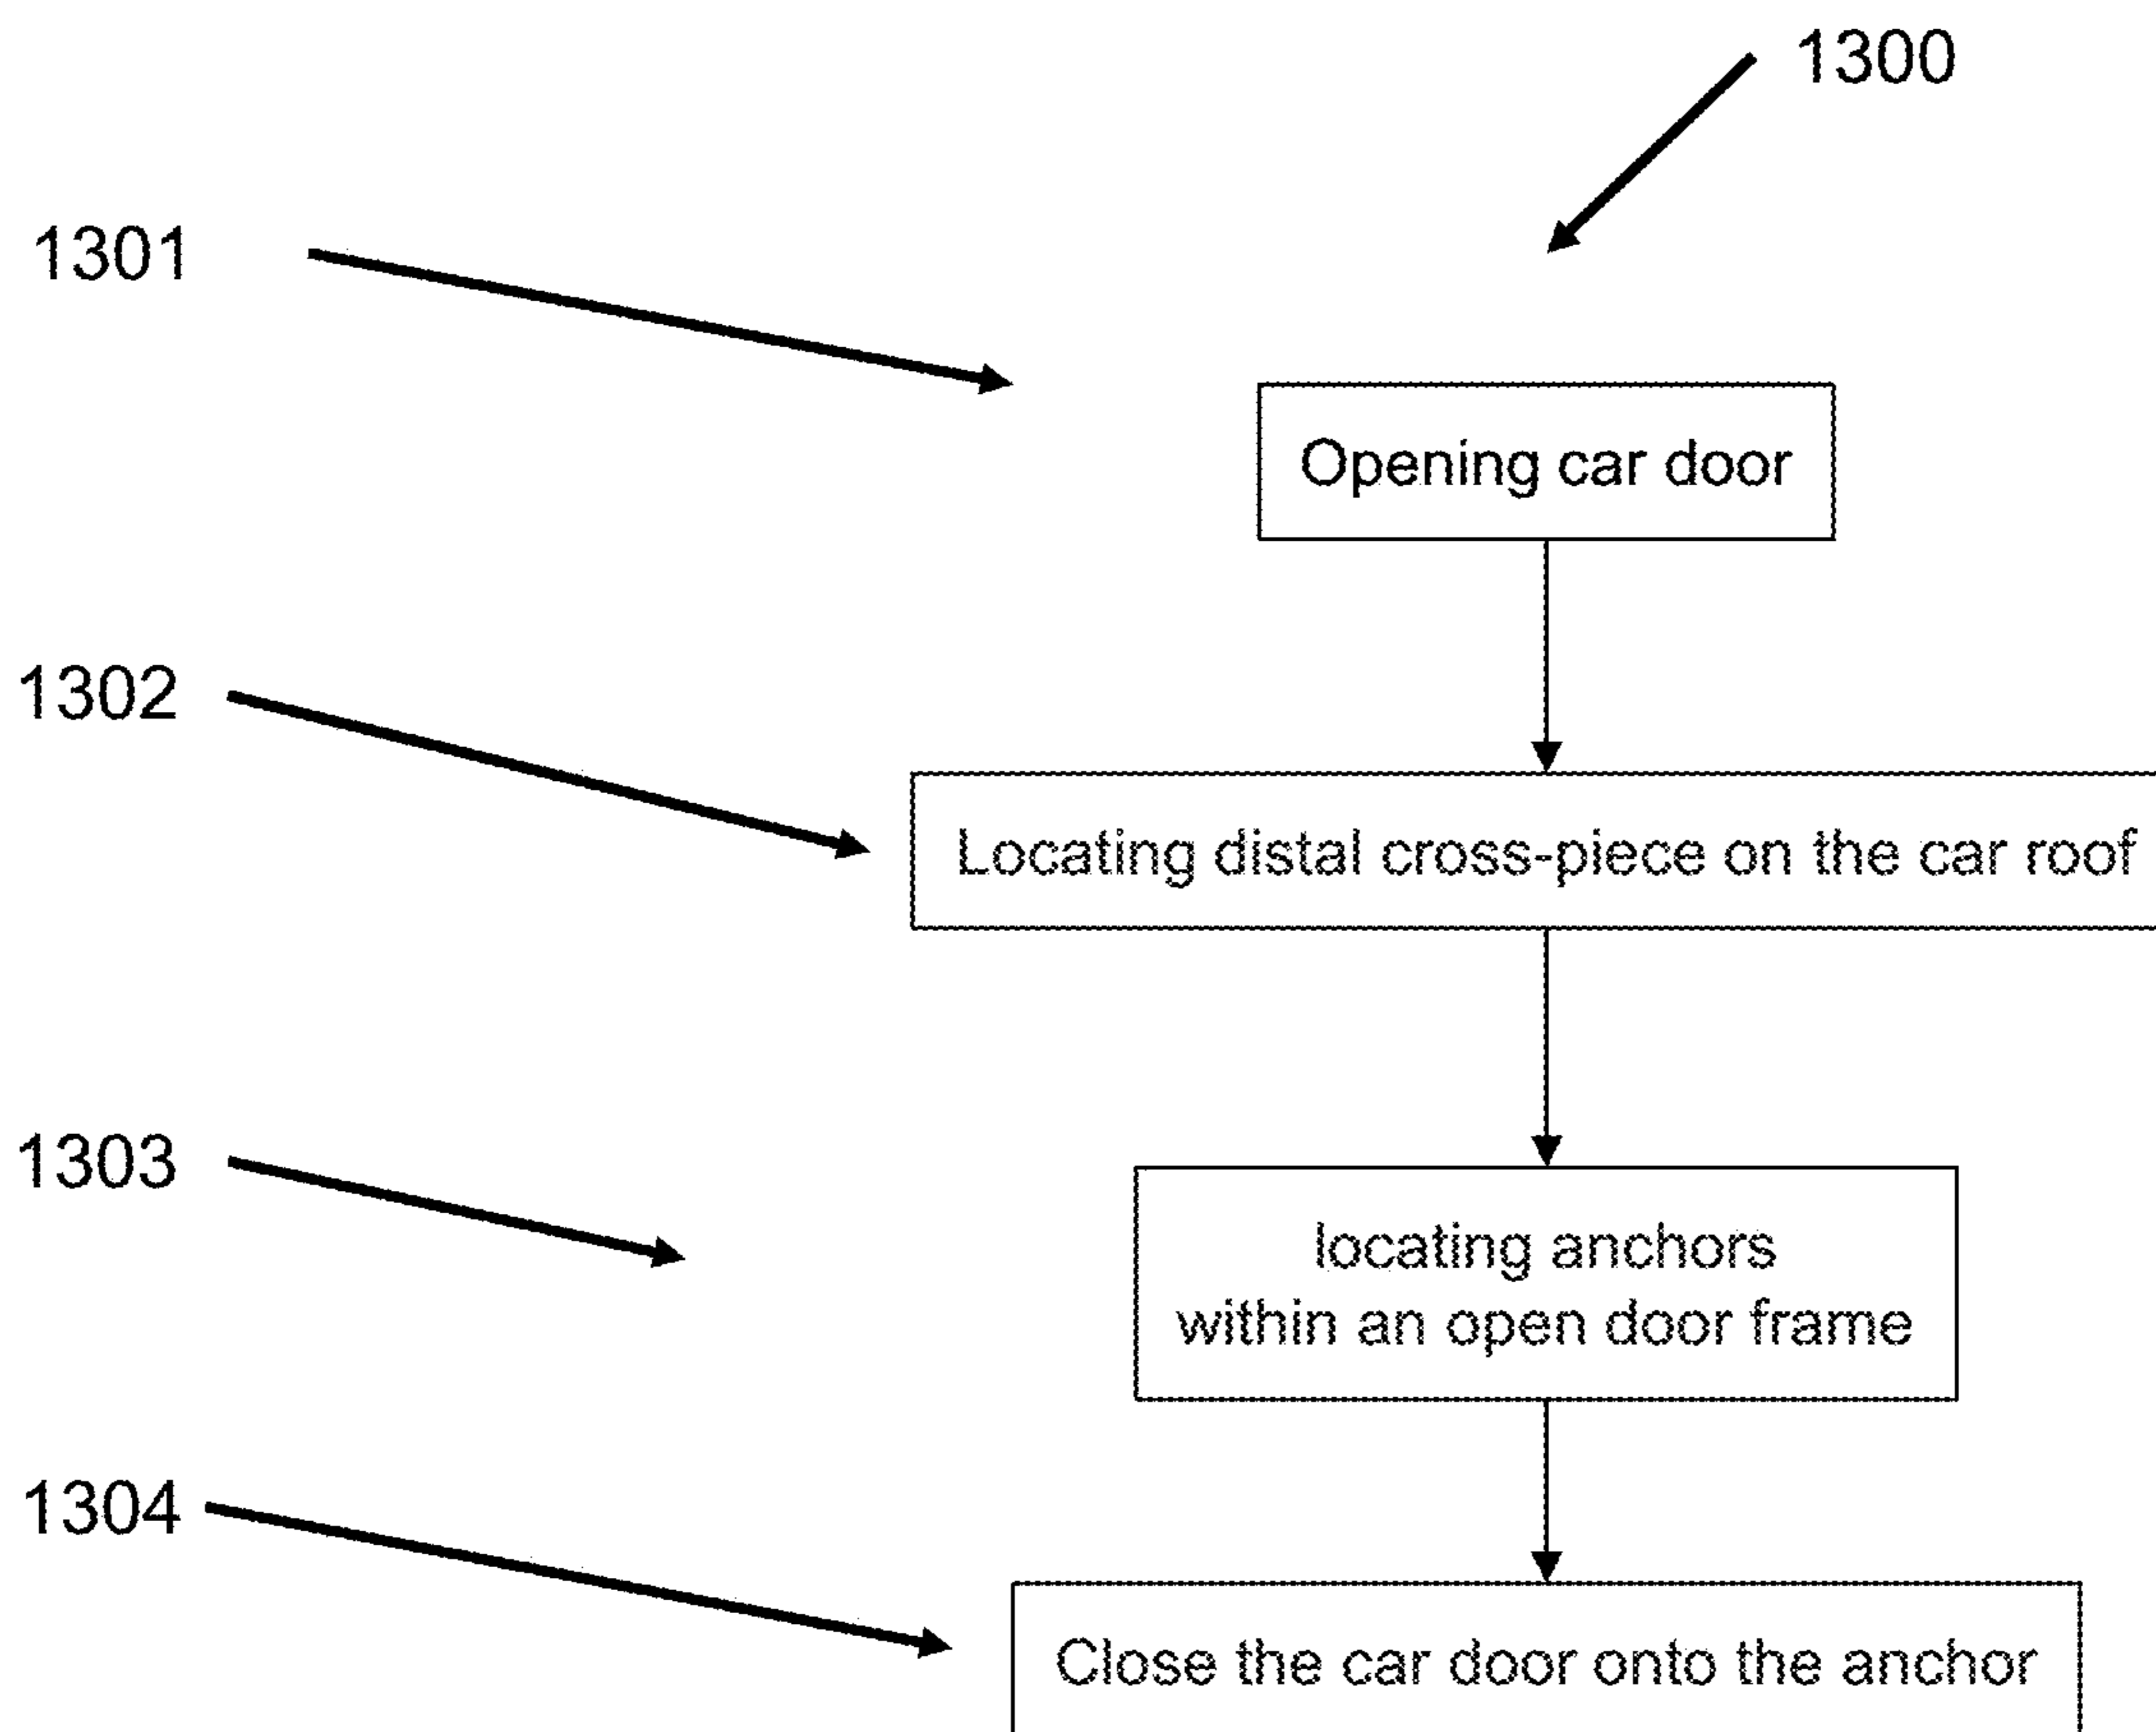 1300
1301
Opening car door
1302
Locating distal cross-piece on the car roof
1303
locating anchors
within an open door frame
1304
Close the car door onto the anchor